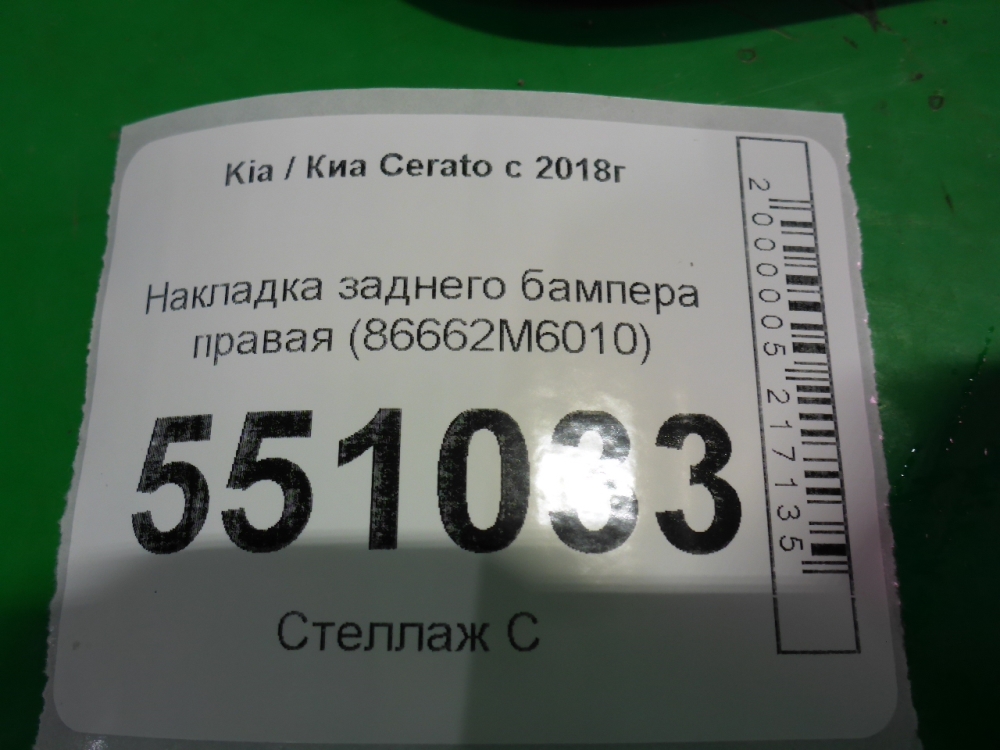 Kia / Киа Cerato с 2018г
Накладка заднего бампера
правая (86662M6010)
551033
Стеллаж С
2000005217135